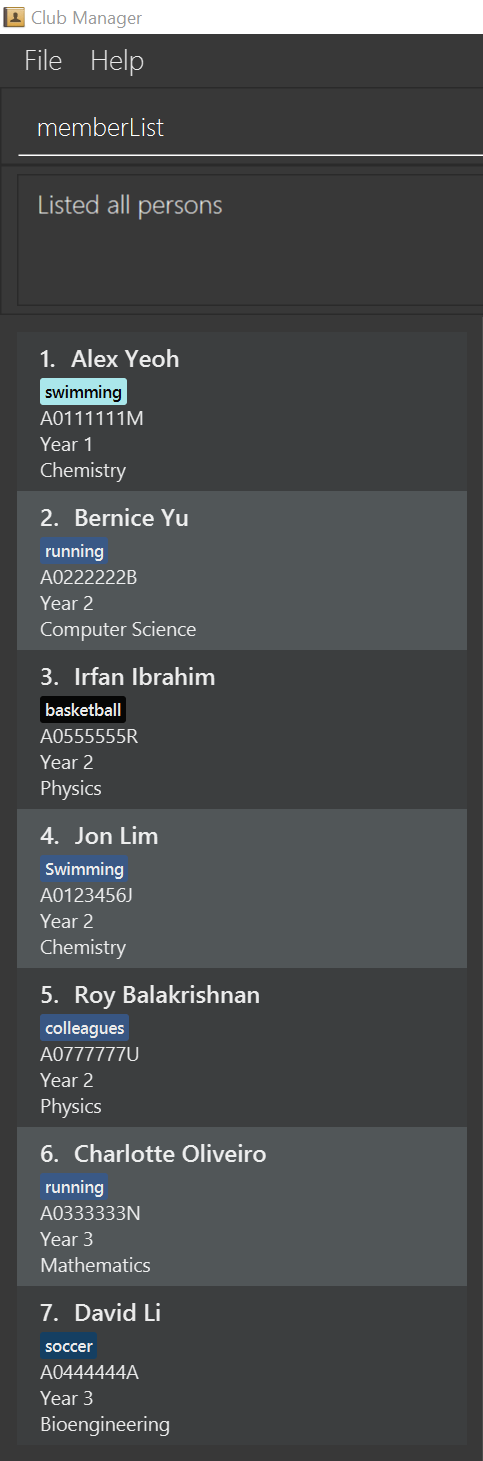 Club Manager
File Help
memberList
Listed all persons
1. Alex Yeoh
swimming
A0111111M
Year 1
Chemistry
2. Bernice Yu
running
A0222222B
Year 2
Computer Science
3. Irfan Ibrahim
basketball
A0555555R
Year 2
Physics
4. Jon Lim
Swimming
A0123456J
Year 2
Chemistry
5. Roy Balakrishnan
colleagues
A0777777U
Year 2
Physics
6. Charlotte Oliveiro
running
A0333333N
Year 3
Mathematics
7. David Li
soccer
A0444444A
Year 3
Bioengineering